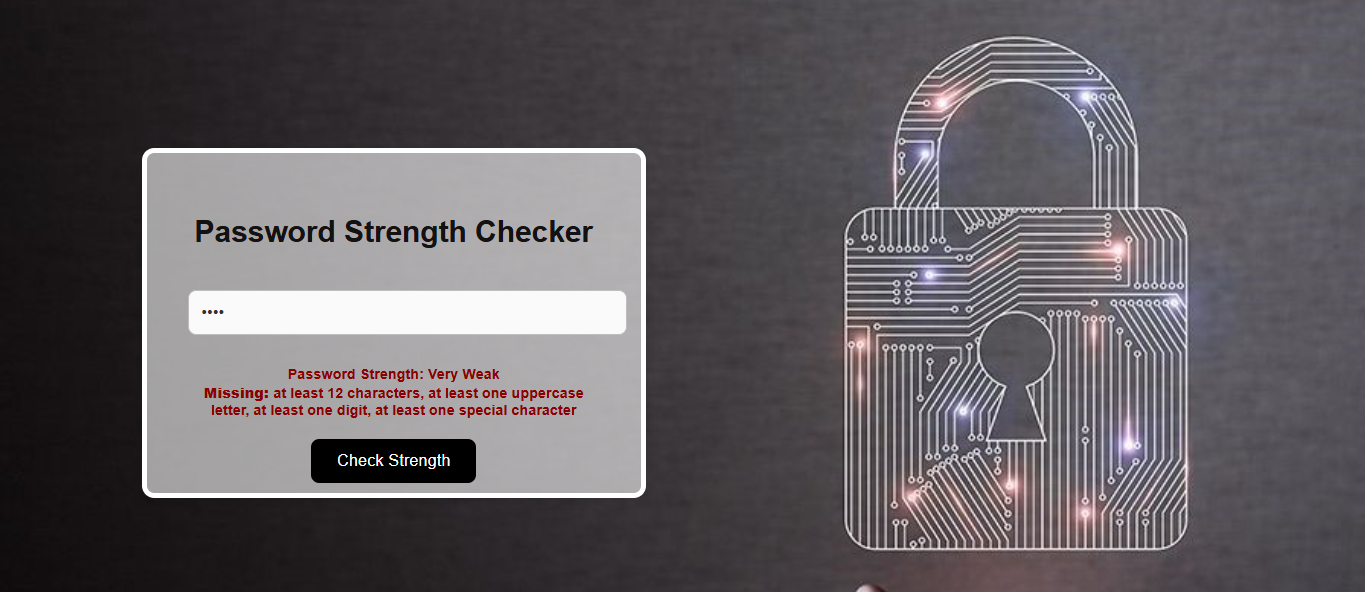 Password Strength Checker
••••
Password Strength: Very Weak
Missing: at least 12 characters, at least one uppercase
letter, at least one digit, at least one special character
Check Strength